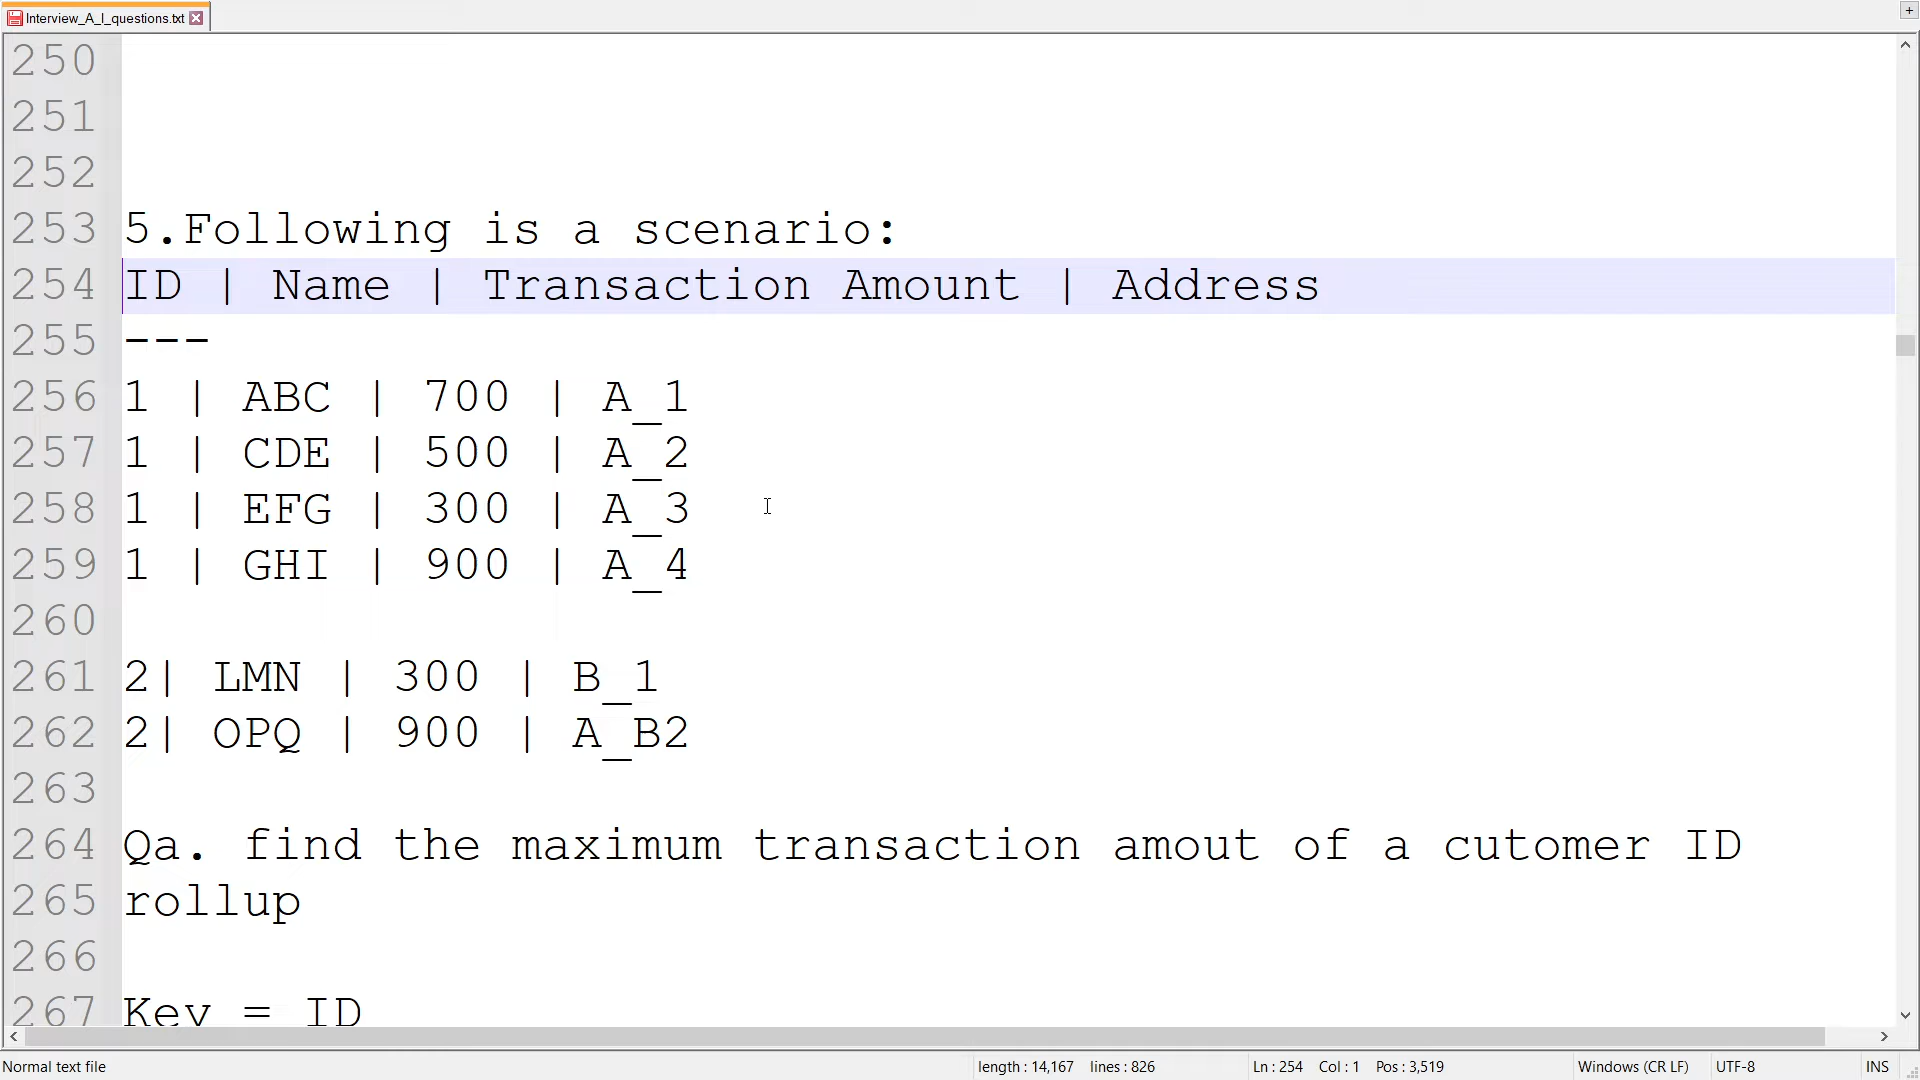 Interview_A_I_questions.txt
250
251
252
253 5.Following is a scenario:
254 ID | Name | Transaction Amount | Address
255 ---
256 1 | ABC | 700 | A_1
257 1 | CDE | 500 | A_2
258 1 | EFG | 300 | A_3
259 1 | GHI | 900 | A_4
260
261 2| LMN | 300 | B_1
262 2| OPQ | 900 | A_B2
263
264 Qa. find the maximum transaction amout of a cutomer ID
265 rollup
266
267 Key = ID
Normal text file length : 14,167 lines : 826 Ln : 254 Col : 1 Pos : 3,519 Windows (CR LF) UTF-8 INS